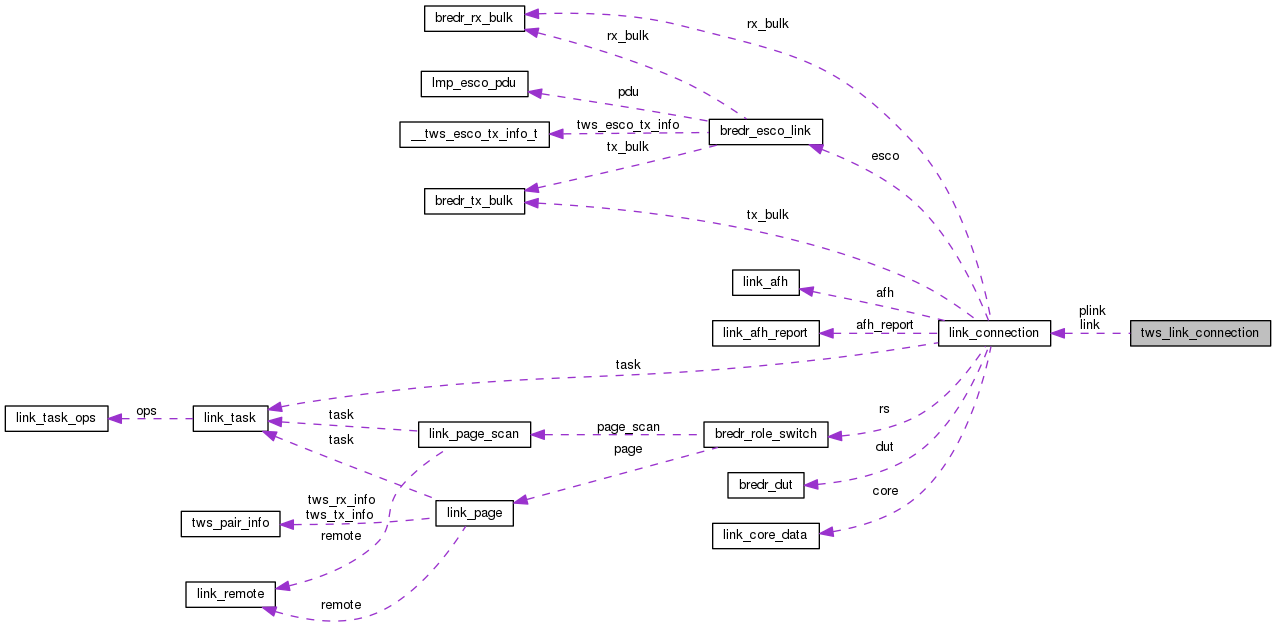 bredr_rx_bulk
rx_bulk
rx_bulk
lmp_esco_pdu
pdu
__tws_esco_tx_info_t
tws_esco_tx_info
bredr_esco_link
tx_bulk
esco
bredr_tx_bulk
tx_bulk
link_afh
afh
link_afh_report
afh_report
link_connection
plink
link
tws_link_connection
task
link_task_ops
ops
link_task
task
task
link_page_scan
page_scan
page
bredr_role_switch
rs
dut
bredr_dut
core
tws_pair_info
tws_rx_info
tws_tx_info
link_page
link_core_data
remote
link_remote
remote